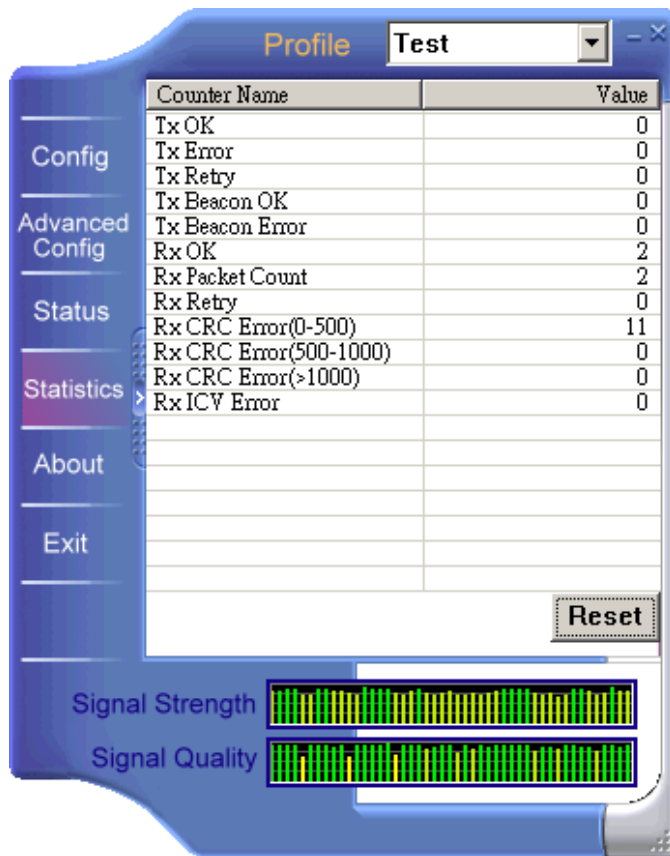 Profile Test
Counter Name Value
Tx OK 0
Tx Error 0
Tx Retry 0
Tx Beacon OK 0
Tx Beacon Error 0
Rx OK 2
Rx Packet Count 2
Rx Retry 0
Rx CRC Error(0-500) 11
Rx CRC Error(500-1000) 0
Rx CRC Error(>1000) 0
Rx ICV Error 0
Config
Advanced
Config
Status
Statistics
About
Exit
Reset
Signal Strength
Signal Quality